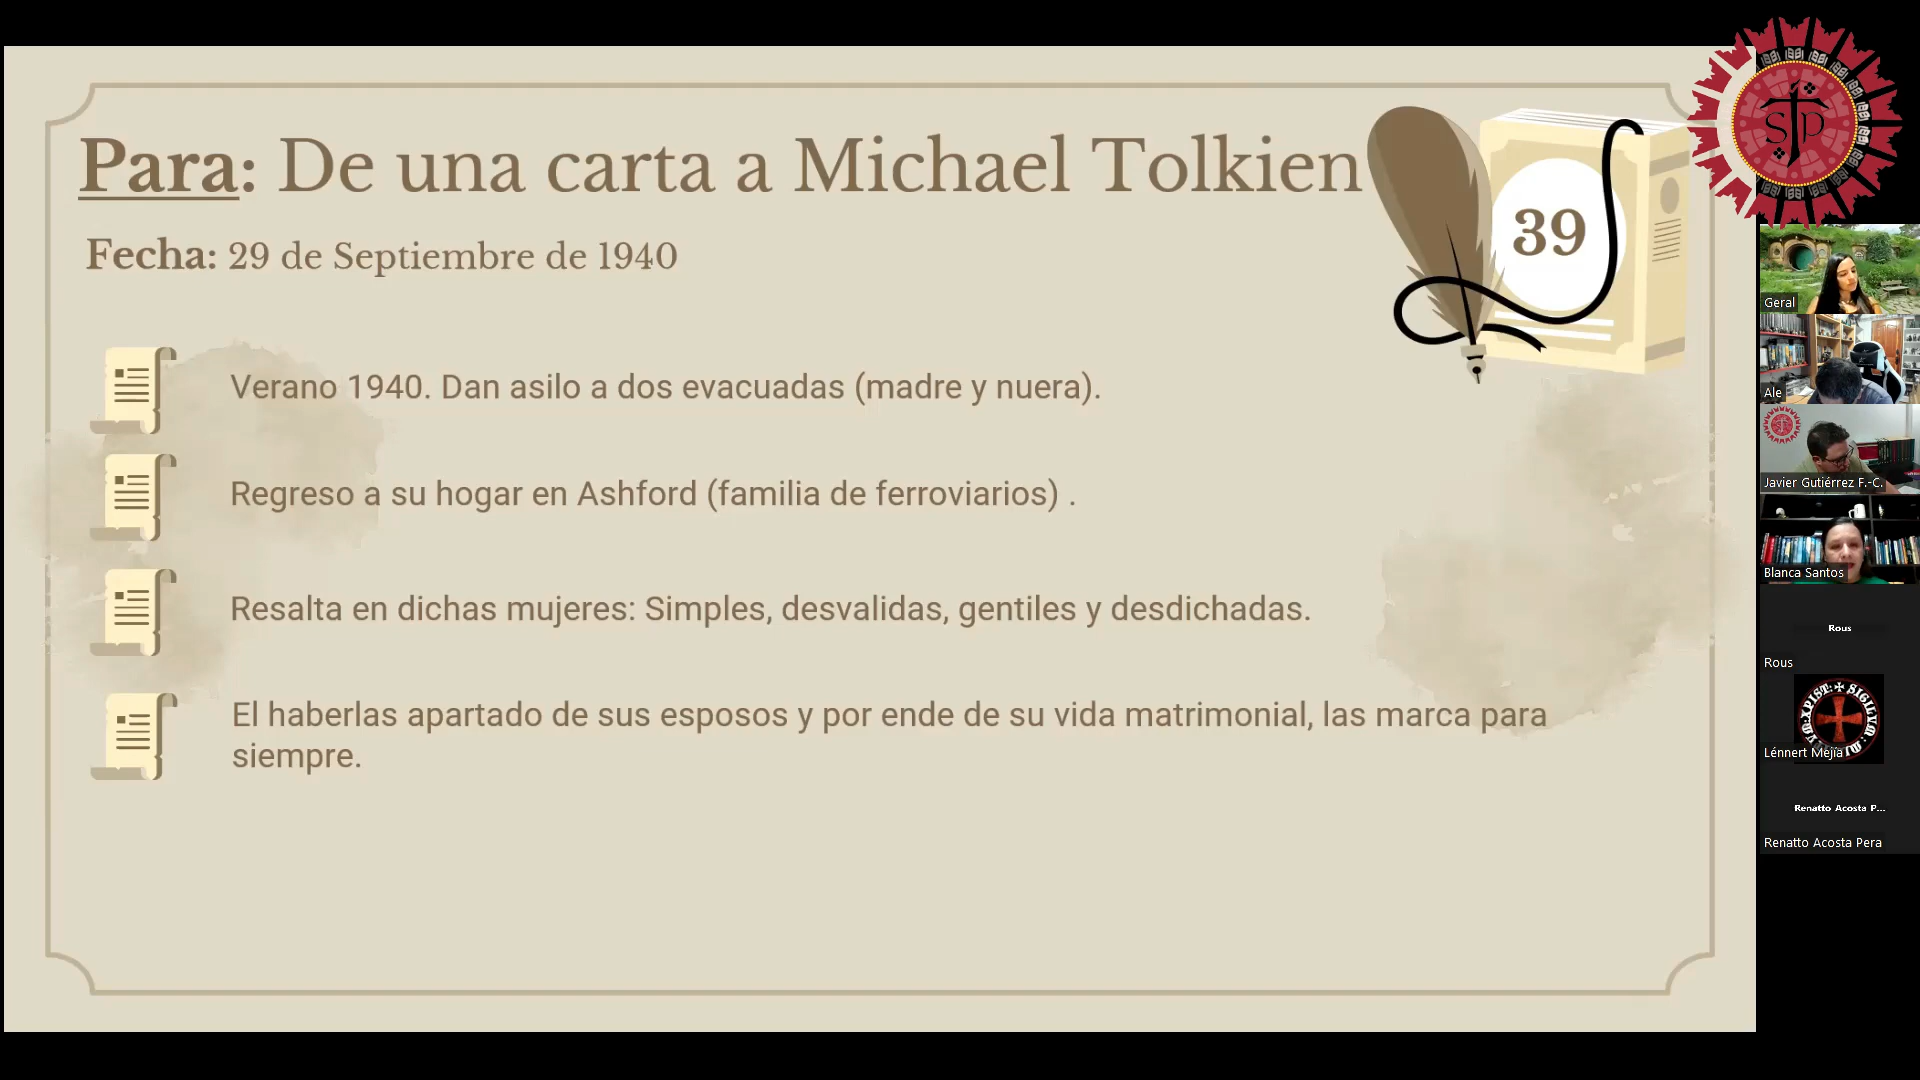 Para: De una carta a Michael Tolkien
39
Fecha: 29 de Septiembre de 1940
Verano 1940. Dan asilo a dos evacuadas (madre y nuera).
Regreso a su hogar en Ashford (familia de ferroviarios) .
Resalta en dichas mujeres: Simples, desvalidas, gentiles y desdichadas.
El haberlas apartado de sus esposos y por ende de su vida matrimonial, las marca para
siempre.
STP
Geral
Ale
Javier Gutiérrez F.-C.
Blanca Santos
Rous
Rous
Lénnert Mejía
Renatto Acosta P...
Renatto Acosta Pera